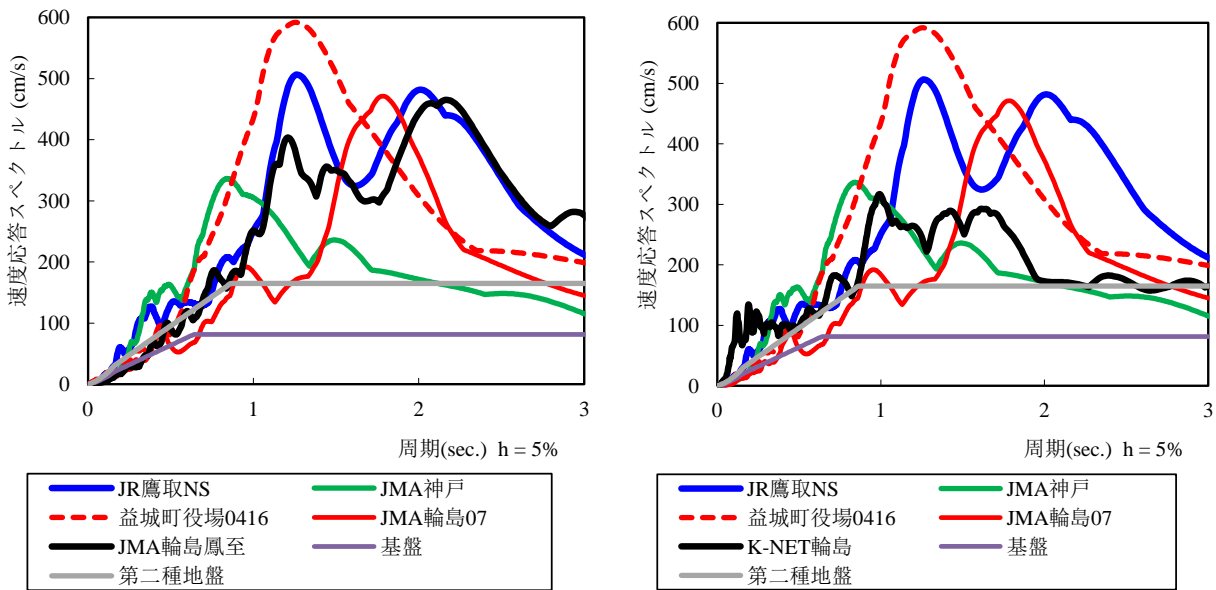 速度応答スペクトル (cm/s)
600
500
400
300
200
100
0
0 1 2 3
周期(sec.) h = 5%
JR鷹取NS JMA神戸
益城町役場0416 JMA輪島07
JMA輪島鳳至 基盤
第二種地盤
速度応答スペクトル (cm/s)
600
500
400
300
200
100
0
0 1 2 3
周期(sec.) h = 5%
JR鷹取NS JMA神戸
益城町役場0416 JMA輪島07
K-NET輪島 基盤
第二種地盤